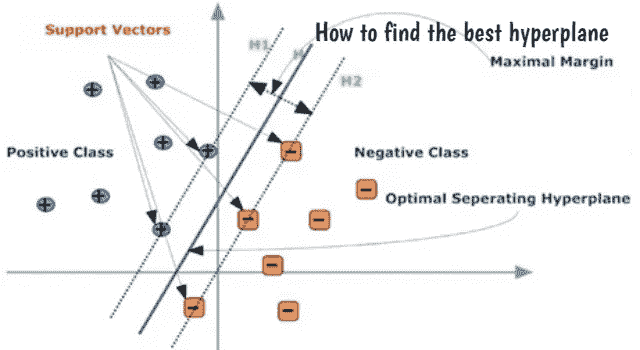 Support Vectors
H1
How to find the best hyperplane
H
Maximal Margin
H2
Positive Class
Negative Class
Optimal Seperating Hyperplane